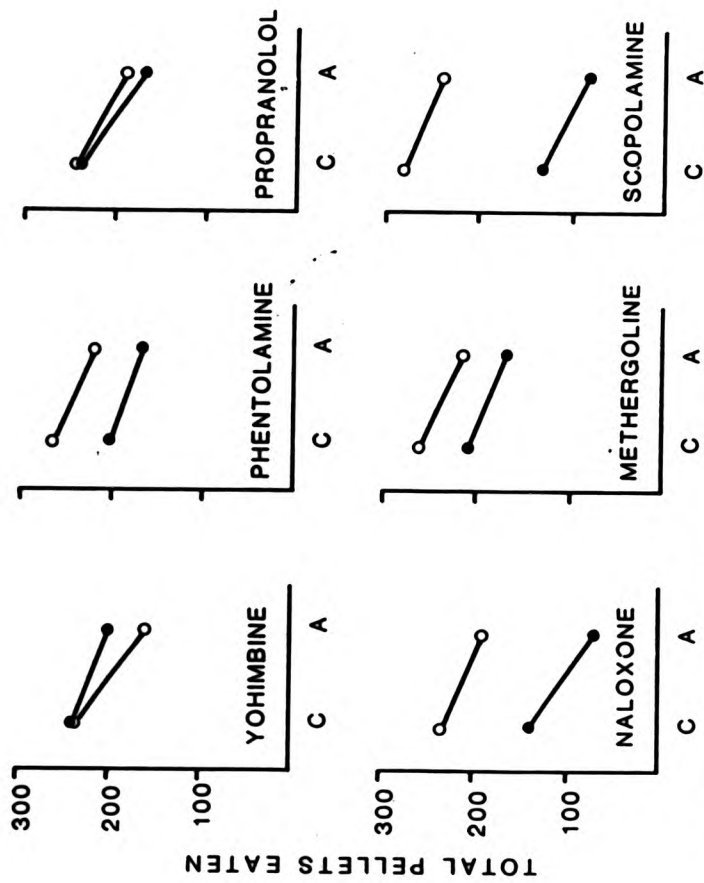 TOTAL PELLETS EATEN
300
200
100
YOHIMBINE
C A
PHENTOLAMINE
C A
PROPRANOLOL
C A
300
200
100
NALOXONE
C A
METHERGOLINE
C A
SCOPOLAMINE
C A